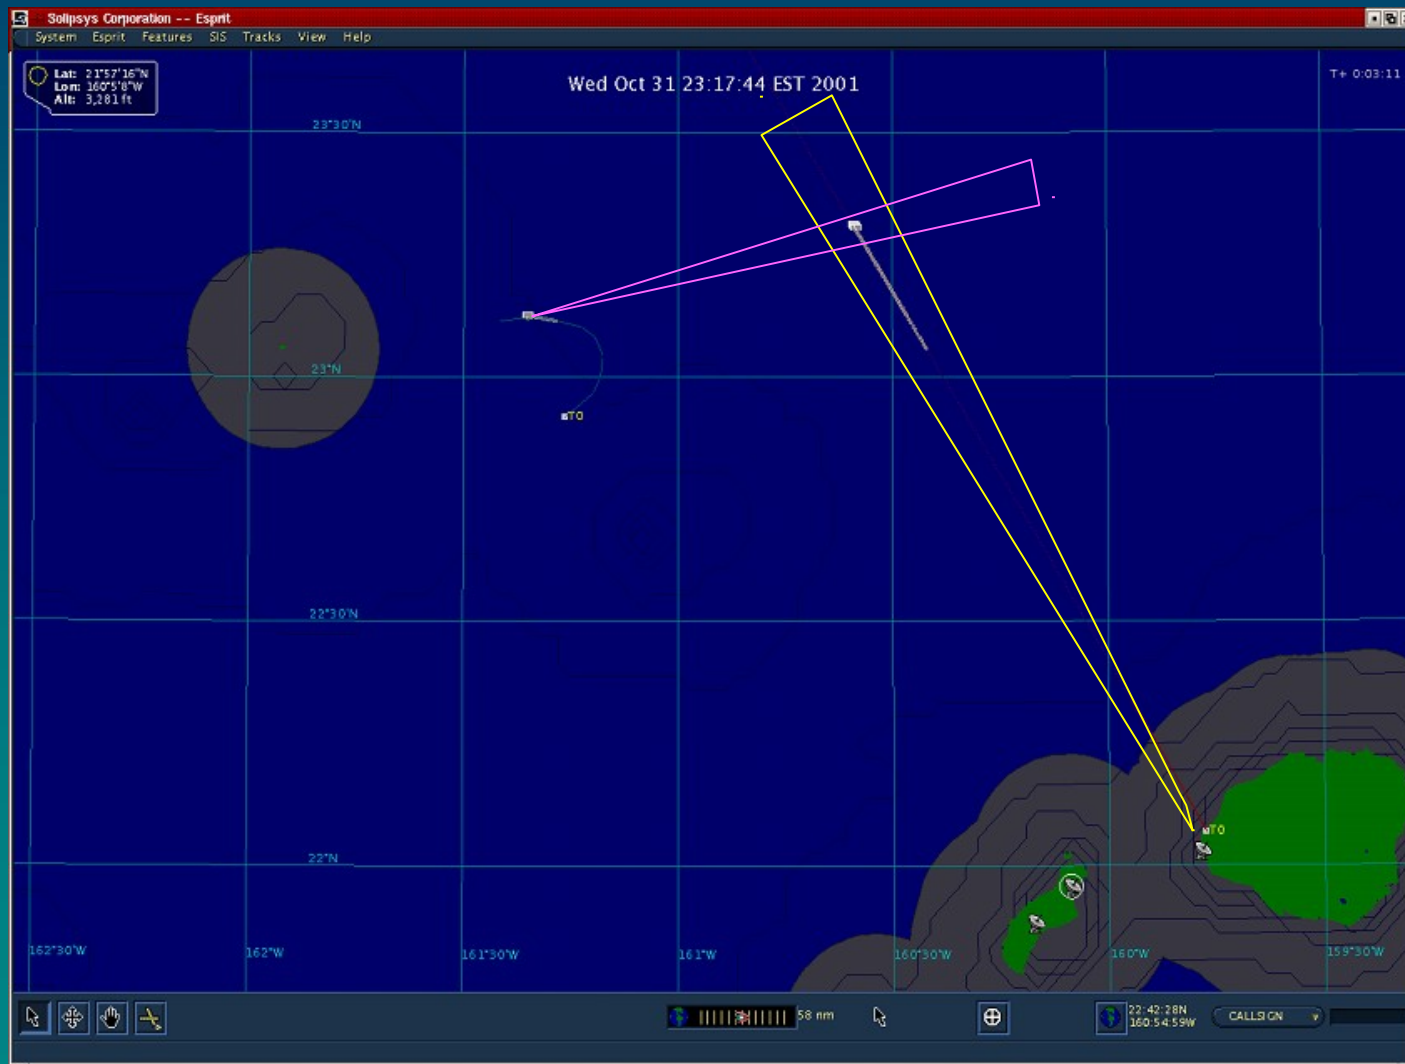 Solipsys Corporation -- Esprit
System Esprit Features SIS Tracks View Help
Lat: 21°57'16"N
Lon: 160°5'8"W
Alt: 3,281 ft
Wed Oct 31 23:17:44 EST 2001
T+ 0:03:11
23°30'N
23°N
TO
22°30'N
TO
22°N
162°30'W 162°W 161°30'W 161°W 160°30'W 160°W 159°30'W
58 nm
22:42:28N
160:54:59W
CALLSIGN